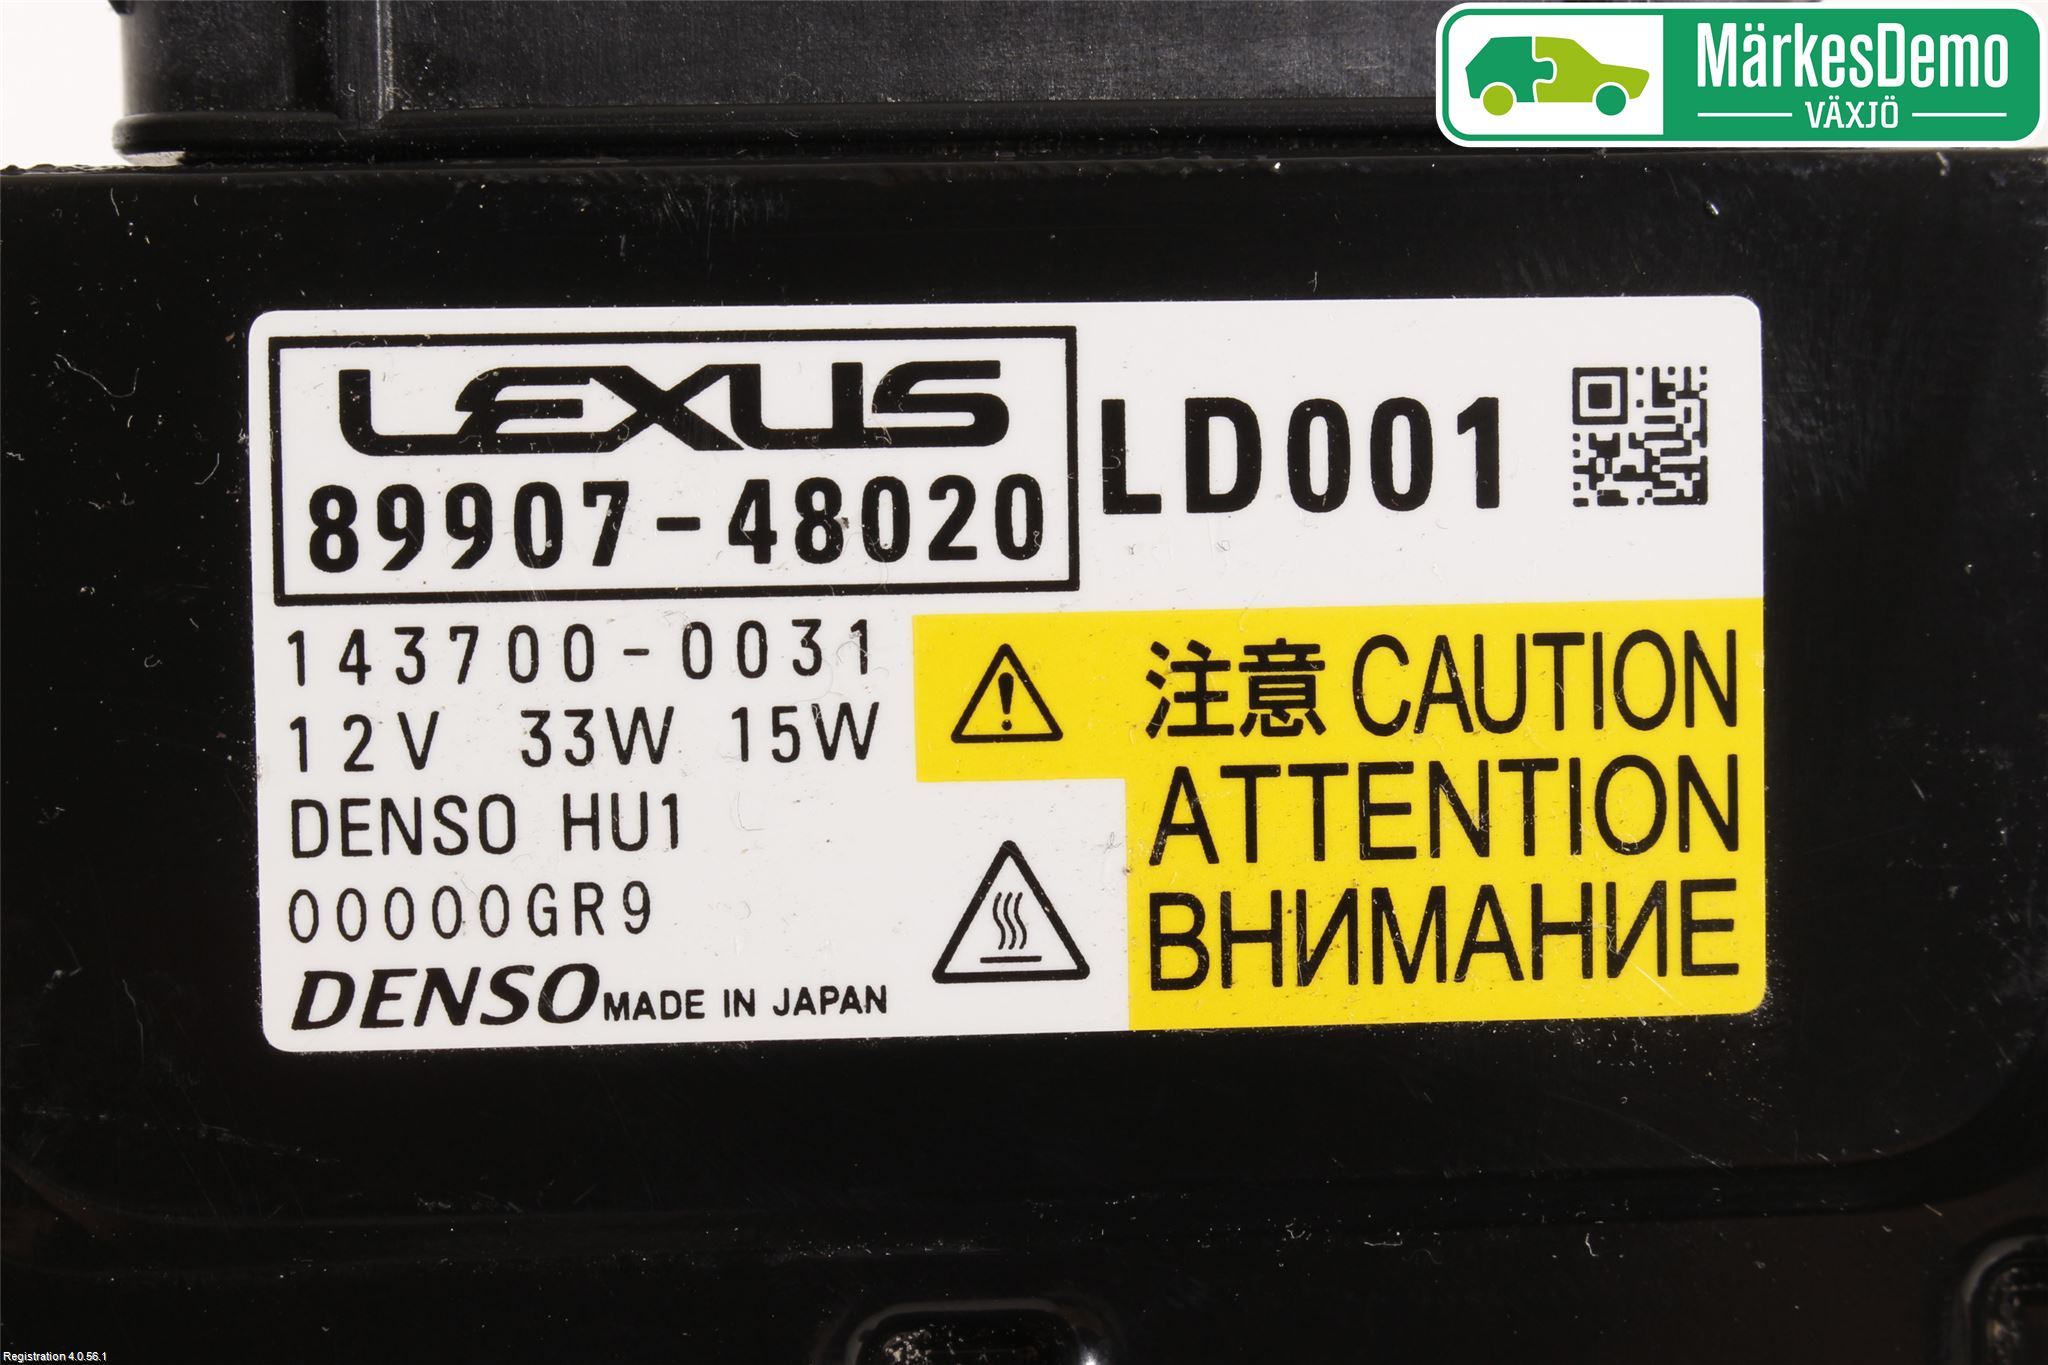 MärkesDemo
VÄXJÖ
LEXUS
89907-48020
LD001
143700-0031
12V 33W 15W
DENSO HU1
00000GR9
DENSO MADE IN JAPAN
注意 CAUTION
ATTENTION
ВНИМАНИЕ
Registration 4.0.56.1